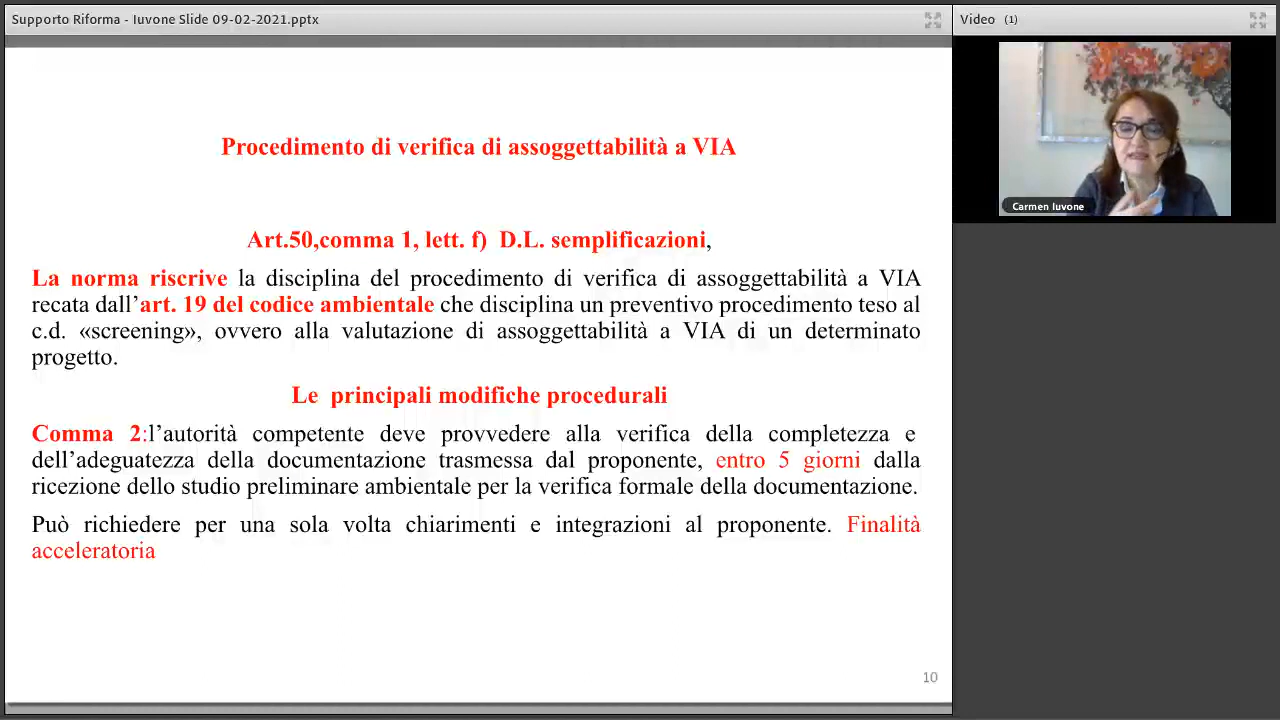 Supporto Riforma - Iuvone Slide 09-02-2021.pptx
Video (1)
Carmen Iuvone
Procedimento di verifica di assoggettabilità a VIA
Art.50,comma 1, lett. f) D.L. semplificazioni,
La norma riscrive la disciplina del procedimento di verifica di assoggettabilità a VIA
recata dall'art. 19 del codice ambientale che disciplina un preventivo procedimento teso al
c.d. «screening», ovvero alla valutazione di assoggettabilità a VIA di un determinato
progetto.
Le principali modifiche procedurali
Comma 2:l'autorità competente deve provvedere alla verifica della completezza e
dell'adeguatezza della documentazione trasmessa dal proponente, entro 5 giorni dalla
ricezione dello studio preliminare ambientale per la verifica formale della documentazione.
Può richiedere per una sola volta chiarimenti e integrazioni al proponente. Finalità
acceleratoria
10